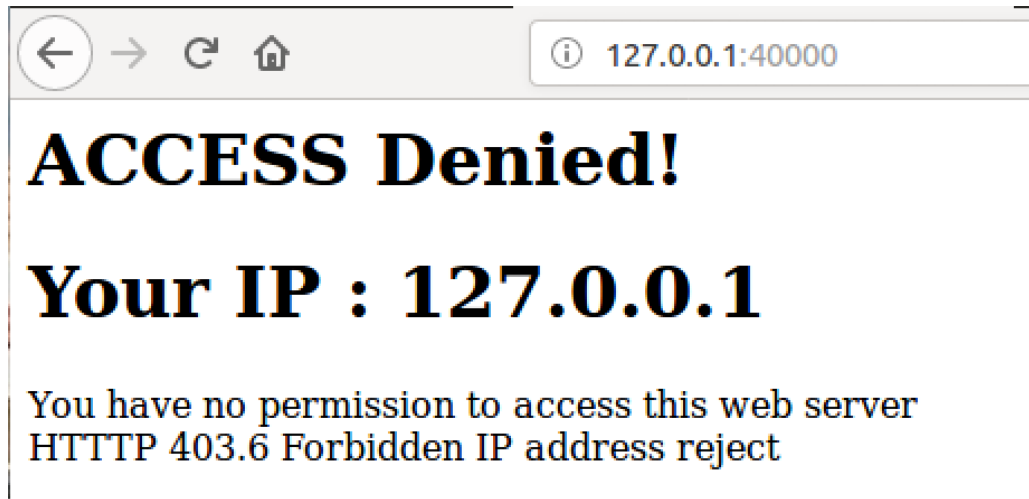 127.0.0.1:40000
ACCESS Denied!
Your IP : 127.0.0.1
You have no permission to access this web server
HTTTP 403.6 Forbidden IP address reject